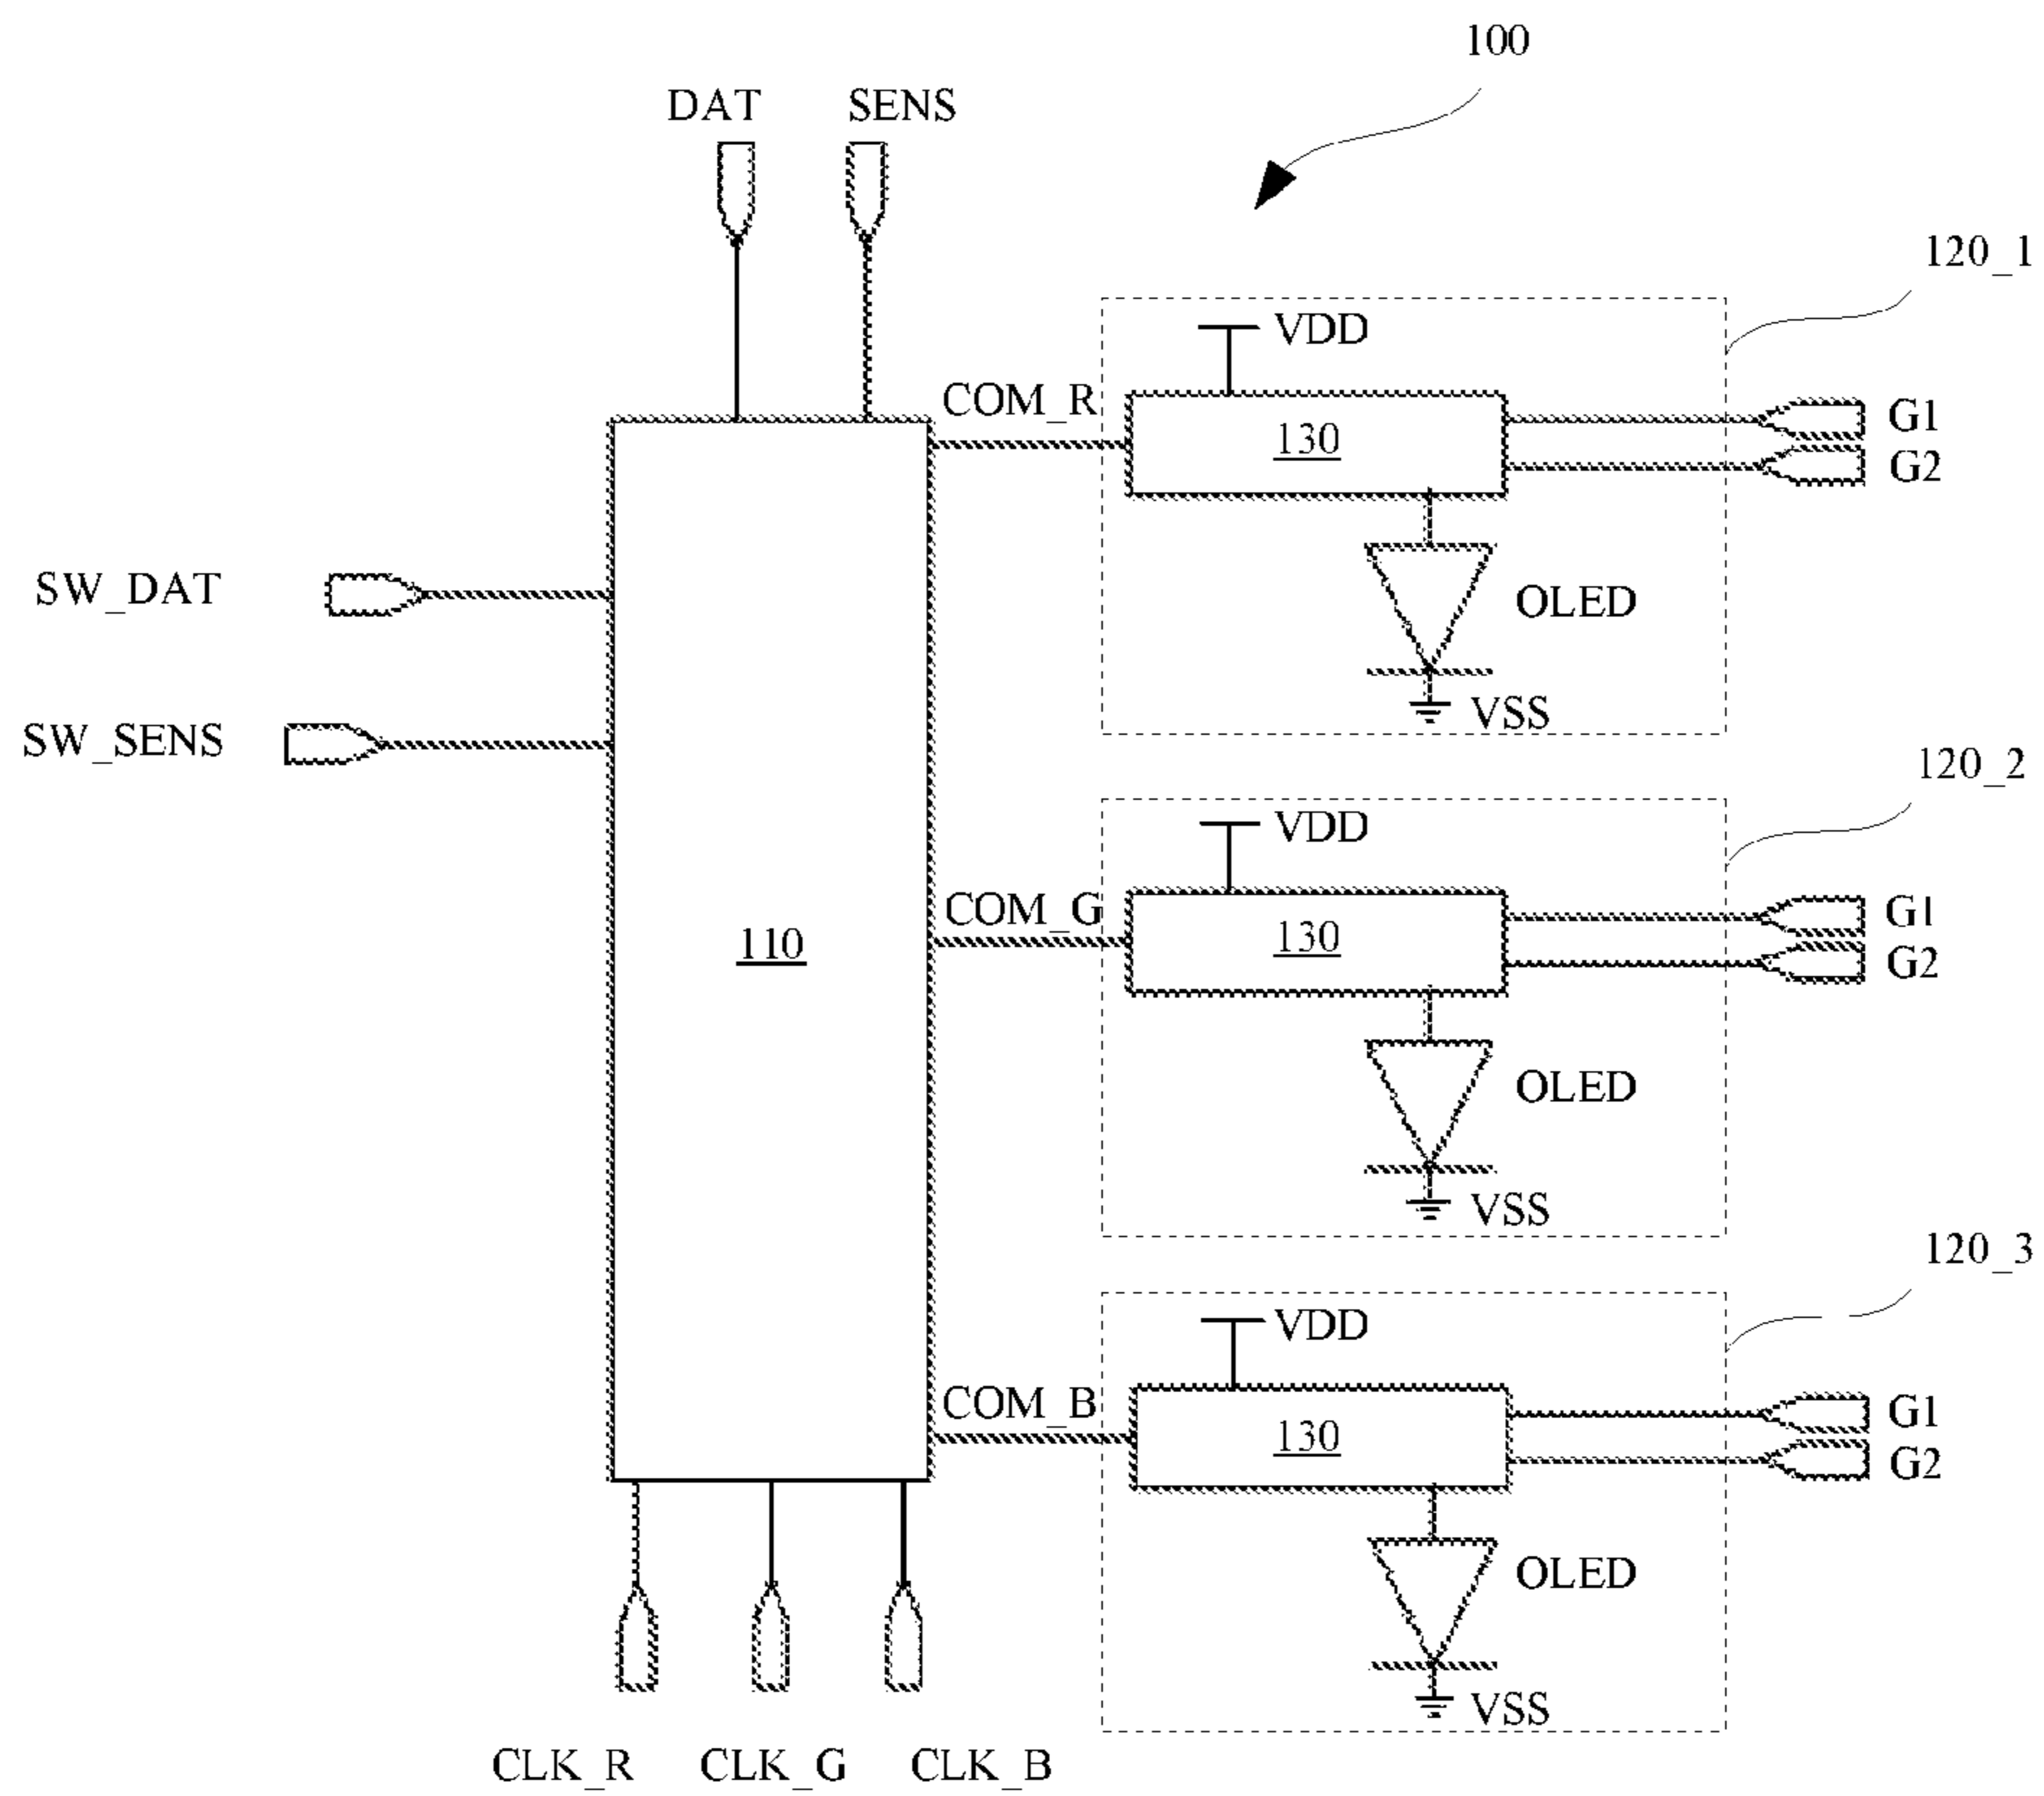 100
DAT SENS
120_1
VDD
COM_R
130
G1
G2
SW_DAT
OLED
SW_SENS
VSS
120_2
VDD
COM_G
130
G1
G2
110
OLED
VSS
120_3
VDD
COM_B
130
G1
G2
OLED
VSS
CLK_R CLK_G CLK_B